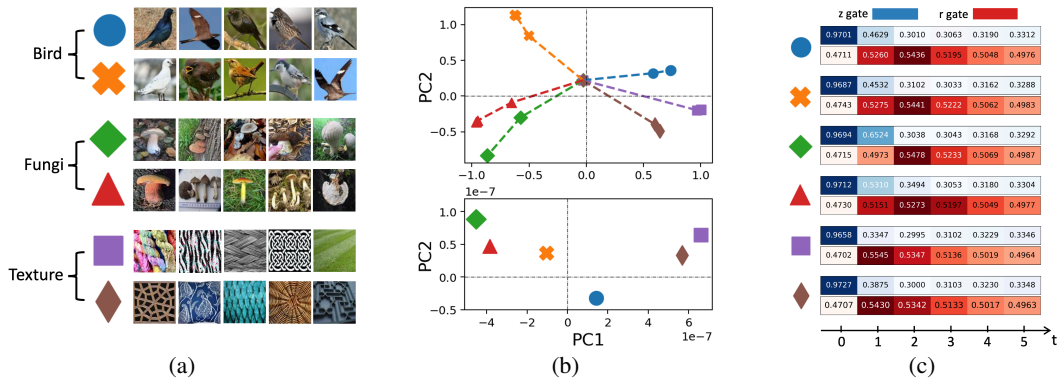 Bird
Fungi
Texture
(a)
PC2
1.0
0.5
0.0
−0.5
−1.0 −0.5 0.0 0.5 1.0
1e−7
PC2
1.0
0.5
0.0
−0.5
−4 −2 0 2 4 6
PC1
1e−7
(b)
z gate r gate
0.9701 0.4629 0.3010 0.3063 0.3190 0.3312
0.4711 0.5260 0.5436 0.5195 0.5048 0.4976
0.9687 0.4532 0.3102 0.3033 0.3162 0.3288
0.4743 0.5275 0.5441 0.5222 0.5062 0.4983
0.9694 0.6524 0.3038 0.3043 0.3168 0.3292
0.4715 0.4973 0.5478 0.5233 0.5069 0.4987
0.9712 0.5310 0.3494 0.3053 0.3180 0.3304
0.4730 0.5151 0.5273 0.5197 0.5049 0.4977
0.9658 0.3347 0.2995 0.3102 0.3229 0.3346
0.4702 0.5545 0.5347 0.5136 0.5019 0.4964
0.9727 0.3875 0.3000 0.3103 0.3230 0.3348
0.4707 0.5430 0.5342 0.5133 0.5017 0.4963
0 1 2 3 4 5 t
(c)